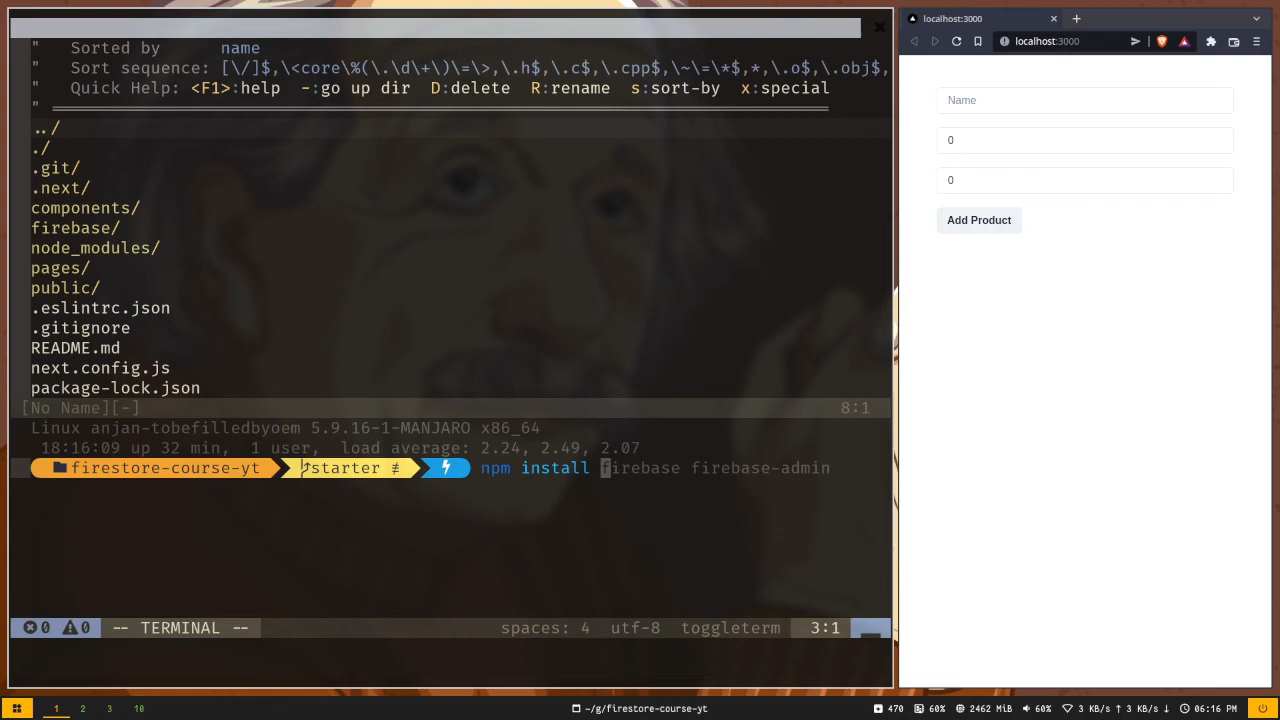 " Sorted by name
" Sort sequence: [\/]$,\<core\%(\.\d\+\)\=\>,\.h$,\.c$,\.cpp$,\~\=\*$,*,\.o$,\.obj$,
" Quick Help: <F1>:help -:go up dir D:delete R:rename s:sort-by x:special
" ==============================================================================
../
./
.git/
.next/
components/
firebase/
node_modules/
pages/
public/
.eslintrc.json
.gitignore
README.md
next.config.js
package-lock.json
[No Name][-] 8:1
Linux anjan-tobefilledbyoem 5.9.16-1-MANJARO x86_64
18:16:09 up 32 min, 1 user, load average: 2.24, 2.49, 2.07
firestore-course-yt starter ≢ npm install firebase firebase-admin
0 0 -- TERMINAL -- spaces: 4 utf-8 toggleterm 3:1
localhost:3000
localhost:3000
Name
0
0
Add Product
1 2 3 10 ~/g/firestore-course-yt 470 60% 2462 MiB 60% 3 KB/s ↑ 3 KB/s ↓ 06:16 PM